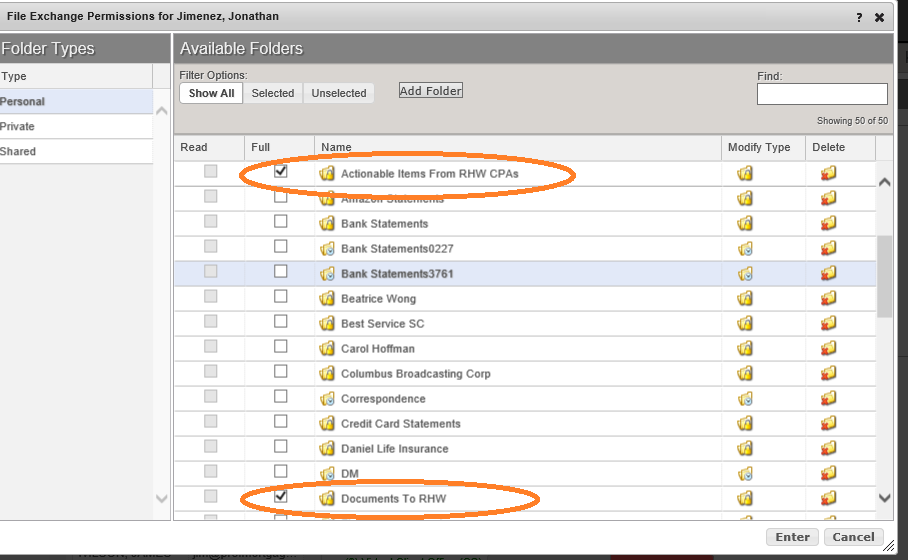 File Exchange Permissions for Jimenez, Jonathan
? ✖
Folder Types
Type
Personal
Private
Shared
Available Folders
Filter Options:
Show All Selected Unselected Add Folder
Find:
Showing 50 of 50
Read Full Name Modify Type Delete
Actionable Items From RHW CPAs
Amazon Statements
Bank Statements
Bank Statements0227
Bank Statements3761
Beatrice Wong
Best Service SC
Carol Hoffman
Columbus Broadcasting Corp
Correspondence
Credit Card Statements
Daniel Life Insurance
DM
Documents To RHW
Enter Cancel